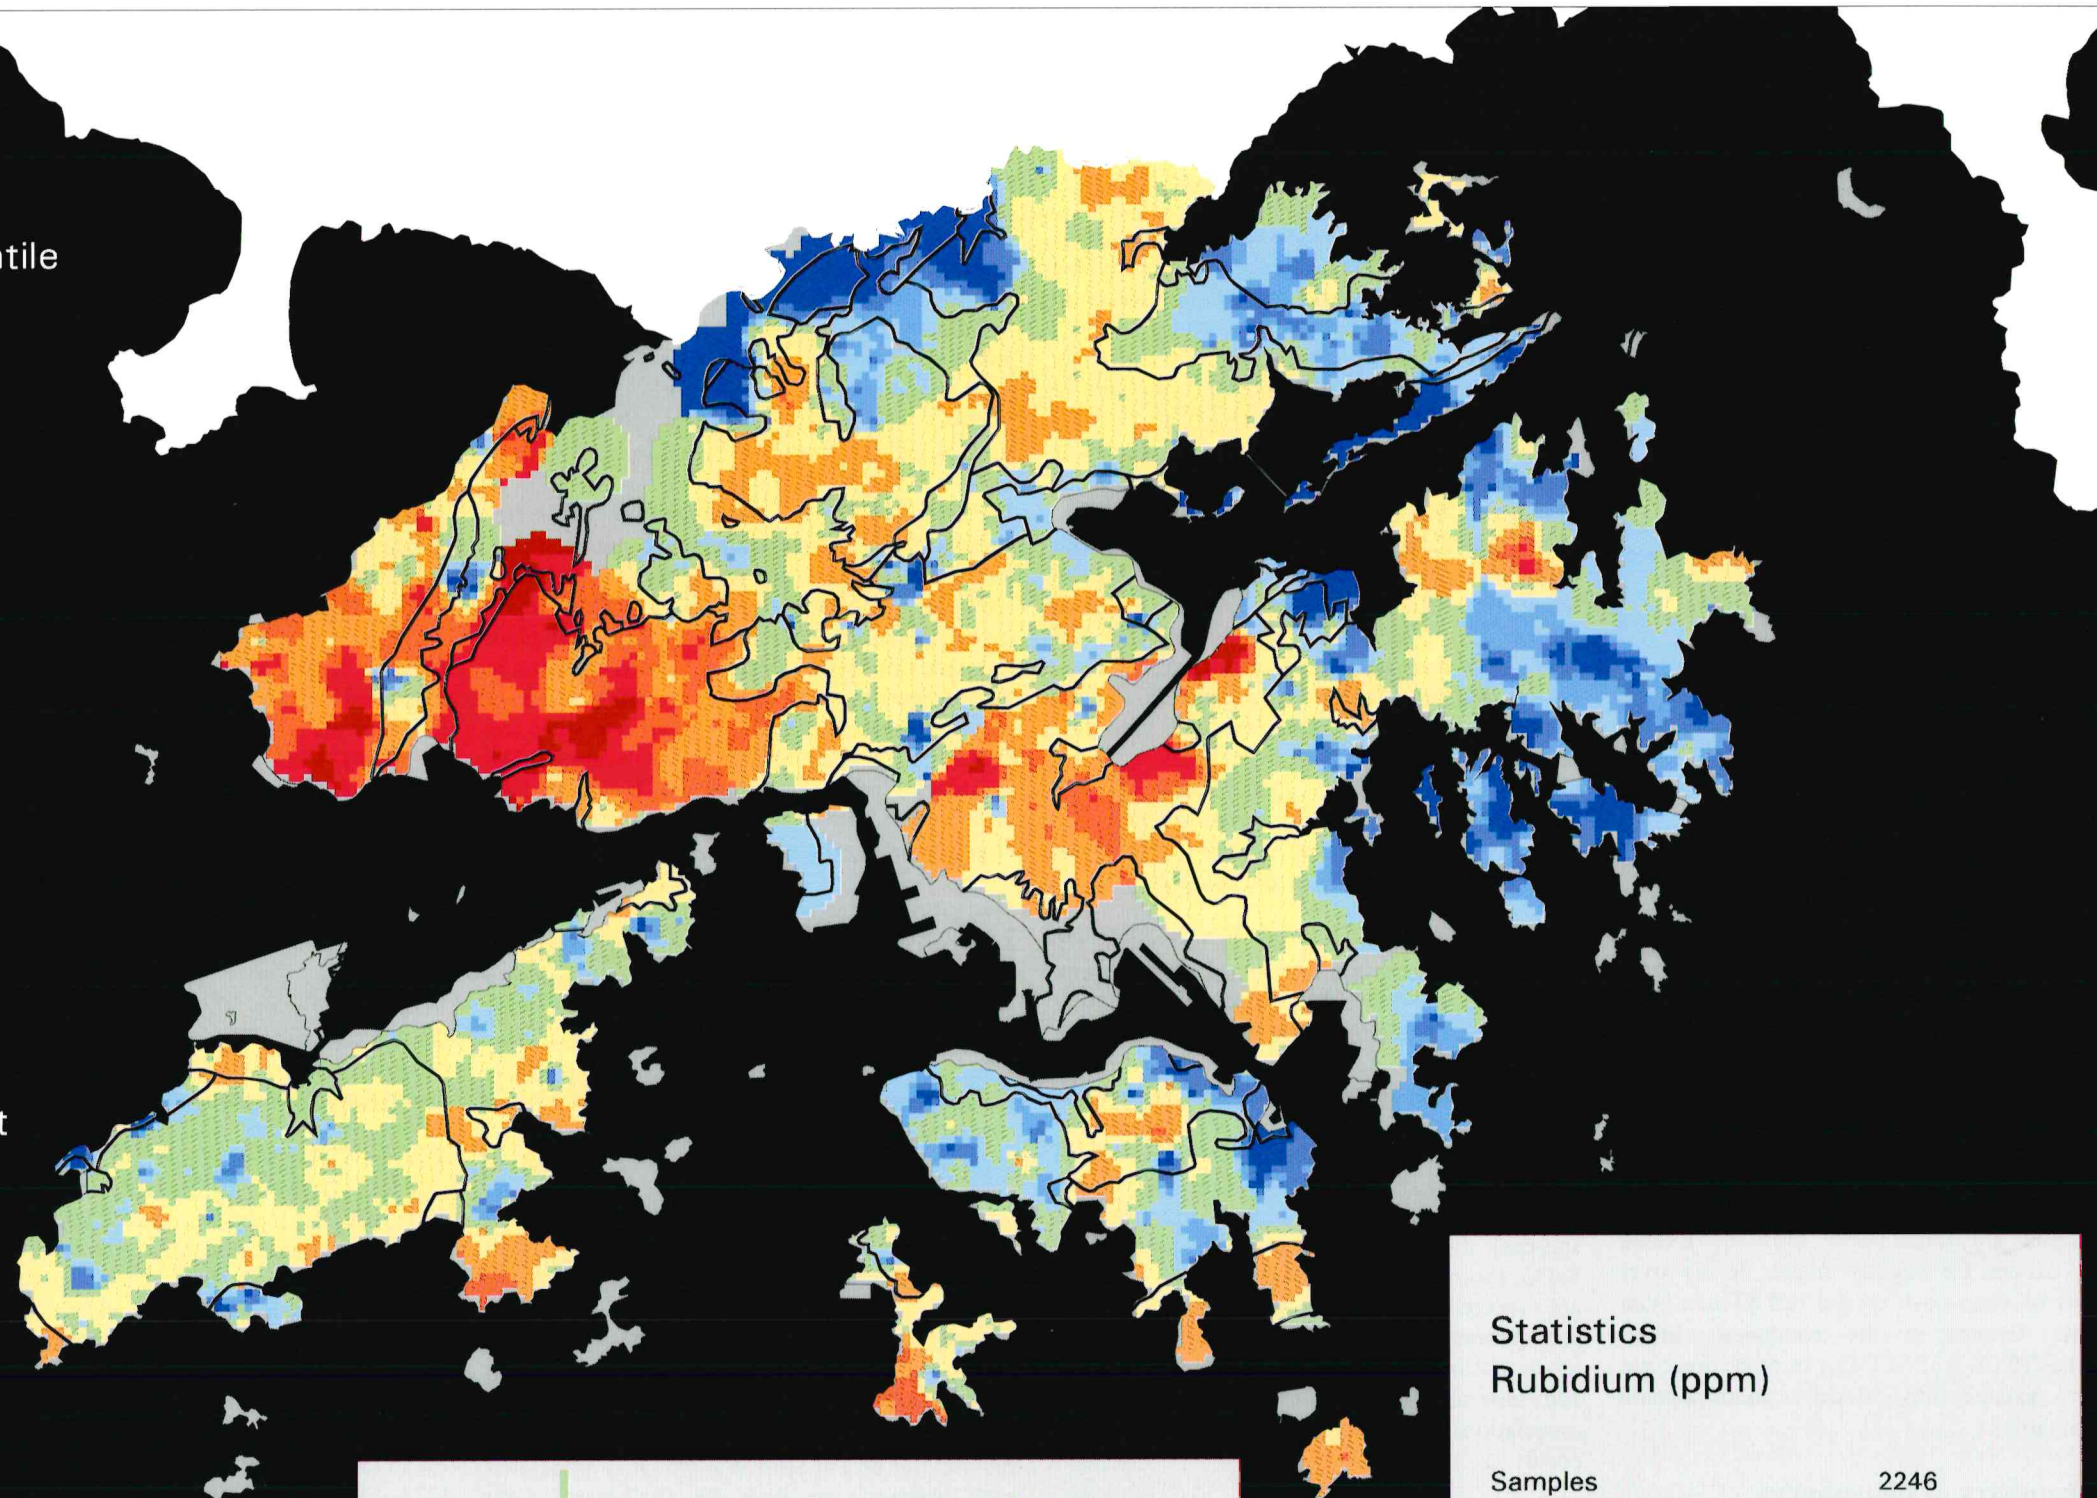 tile
t
Statistics
Rubidium (ppm)
Samples 2246